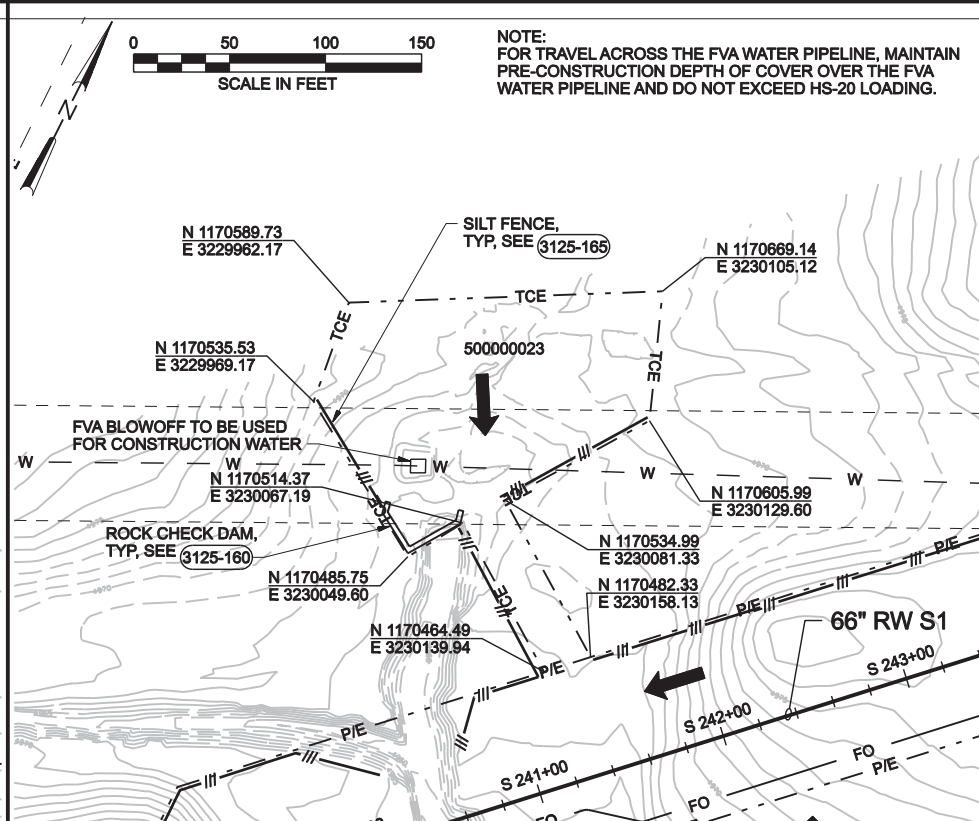 0 50 100 150
SCALE IN FEET
NOTE:
FOR TRAVEL ACROSS THE FVA WATER PIPELINE, MAINTAIN
PRE-CONSTRUCTION DEPTH OF COVER OVER THE FVA
WATER PIPELINE AND DO NOT EXCEED HS-20 LOADING.
N
N 1170589.73
E 3229962.17
SILT FENCE,
TYP, SEE 3125-165
N 1170669.14
E 3230105.12
TCE
TCE
TCE
N 1170535.53
E 3229969.17
500000023
FVA BLOWOFF TO BE USED
FOR CONSTRUCTION WATER
W
W
W
W
W
N 1170514.37
E 3230067.19
TCE
TCE
N 1170605.99
E 3230129.60
ROCK CHECK DAM,
TYP, SEE 3125-160
N 1170534.99
E 3230081.33
P/E
N 1170485.75
E 3230049.60
N 1170482.33
E 3230158.13
TCE
P/E
66" RW S1
N 1170464.49
E 3230139.94
P/E
S 243+00
P/E
S 242+00
S 241+00
FO
P/E
FO
FO